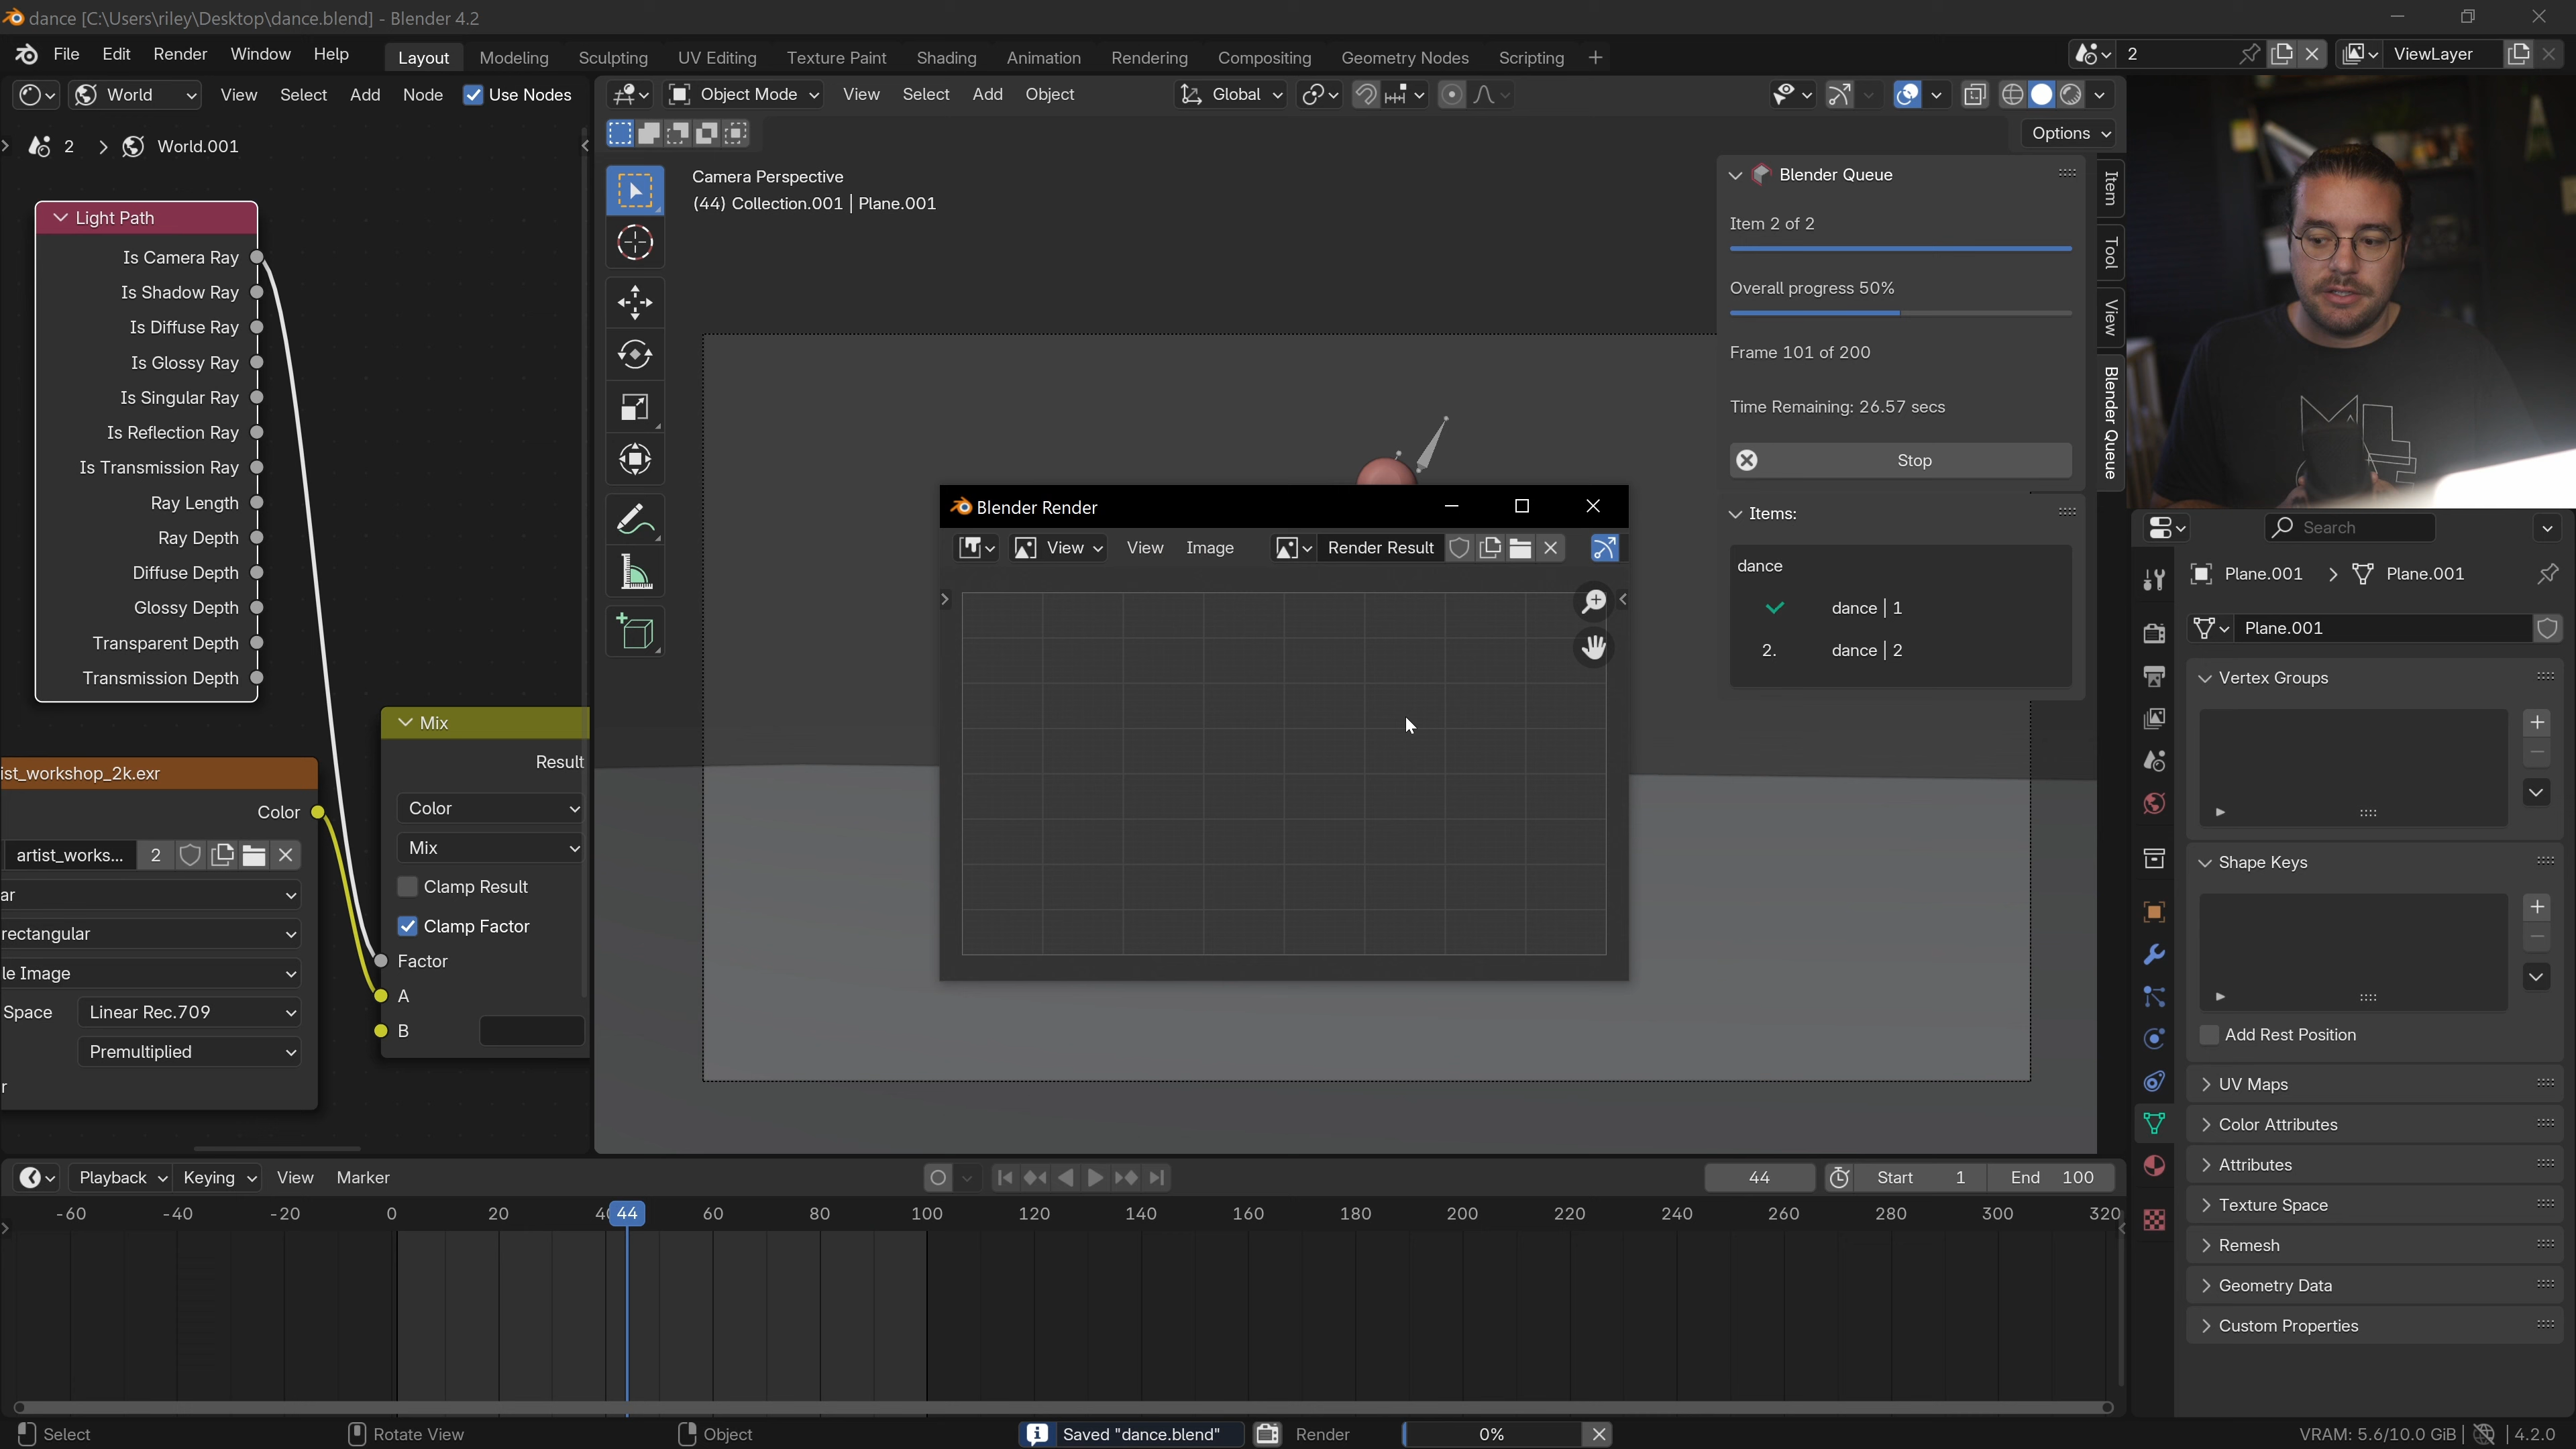 dance [C:\Users\riley\Desktop\dance.blend] - Blender 4.2
File Edit Render Window Help Layout Modeling Sculpting UV Editing Texture Paint Shading Animation Rendering Compositing Geometry Nodes Scripting + 2 ViewLayer
World View Select Add Node Use Nodes
Object Mode View Select Add Object Global
Options
2 World.001
Light Path
Is Camera Ray
Is Shadow Ray
Is Diffuse Ray
Is Glossy Ray
Is Singular Ray
Is Reflection Ray
Is Transmission Ray
Ray Length
Ray Depth
Diffuse Depth
Glossy Depth
Transparent Depth
Transmission Depth
ist_workshop_2k.exr
Color
artist_works... 2
ar
rectangular
le Image
Space Linear Rec.709
Premultiplied
r
Mix
Result
Color
Mix
Clamp Result
Clamp Factor
Factor
A
B
Camera Perspective
(44) Collection.001 | Plane.001
Blender Render
View View Image Render Result
Blender Queue
Item 2 of 2
Overall progress 50%
Frame 101 of 200
Time Remaining: 26.57 secs
Stop
Items:
dance
dance | 1
2. dance | 2
Item
Tool
View
Blender Queue
Search
Plane.001 Plane.001
Plane.001
Vertex Groups
Shape Keys
Add Rest Position
UV Maps
Color Attributes
Attributes
Texture Space
Remesh
Geometry Data
Custom Properties
Playback Keying View Marker 44 Start 1 End 100
-60 -40 -20 0 20 40 44 60 80 100 120 140 160 180 200 220 240 260 280 300 320
Select Rotate View Object Saved "dance.blend" Render 0% VRAM: 5.6/10.0 GiB | 4.2.0